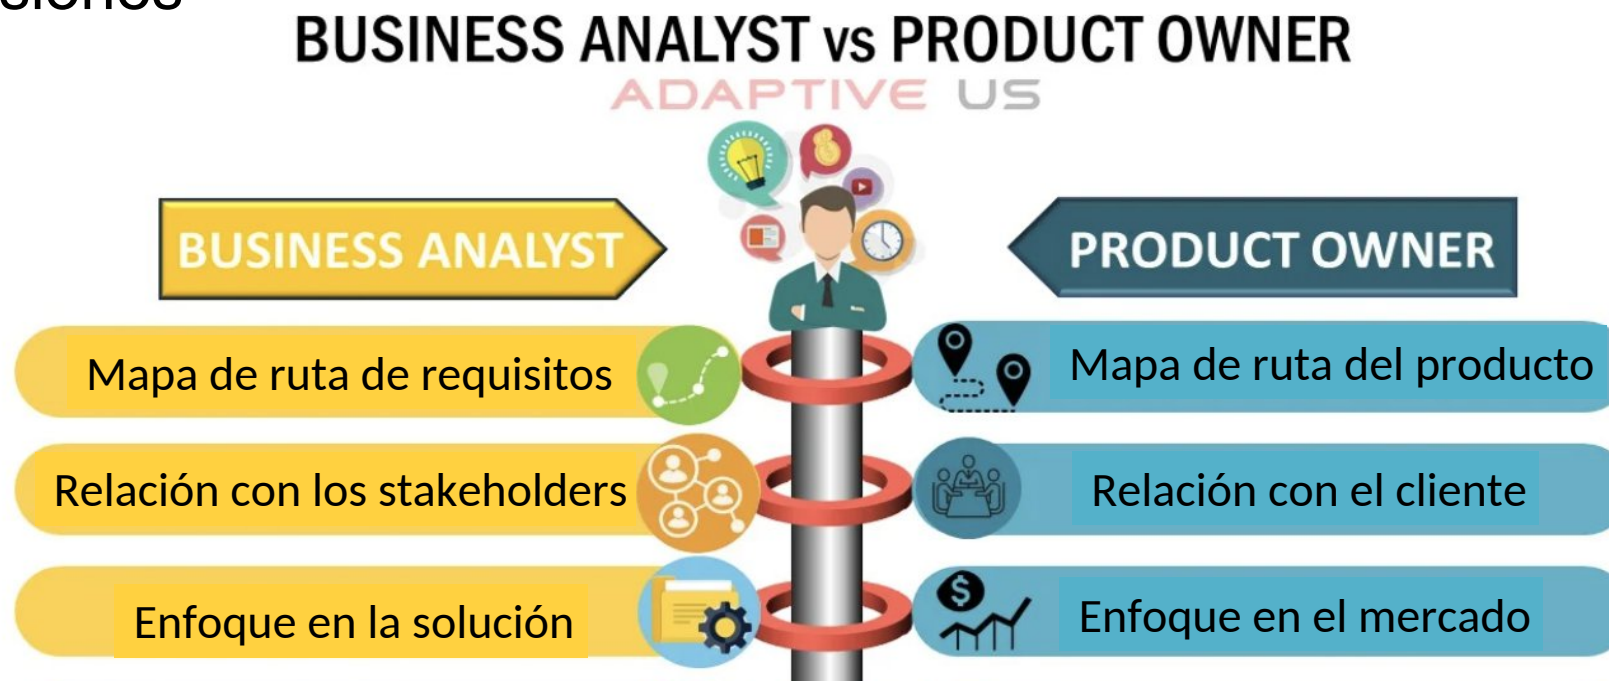 BUSINESS ANALYST vs PRODUCT OWNER
ADAPTIVE US
BUSINESS ANALYST
PRODUCT OWNER
Mapa de ruta de requisitos
Mapa de ruta del producto
Relación con los stakeholders
Relación con el cliente
Enfoque en la solución
Enfoque en el mercado